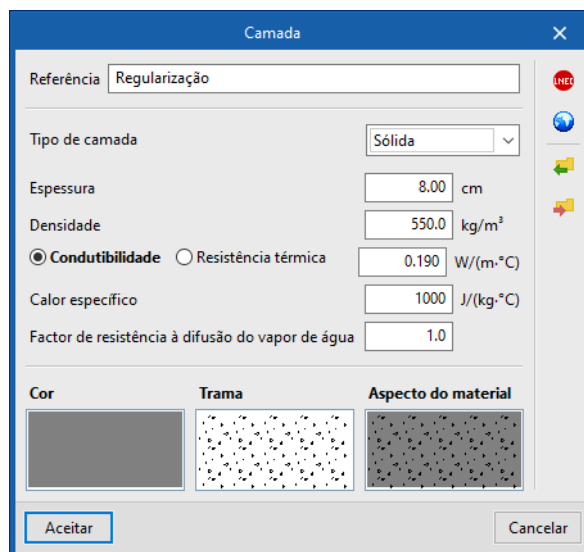 Camada
Referência Regularização
LNEC
Tipo de camada Sólida
Espessura 8.00 cm
Densidade 550.0 kg/m³
Condutibilidade Resistência térmica 0.190 W/(m·°C)
Calor específico 1000 J/(kg·°C)
Factor de resistência à difusão do vapor de água 1.0
Cor Trama Aspecto do material
Aceitar Cancelar